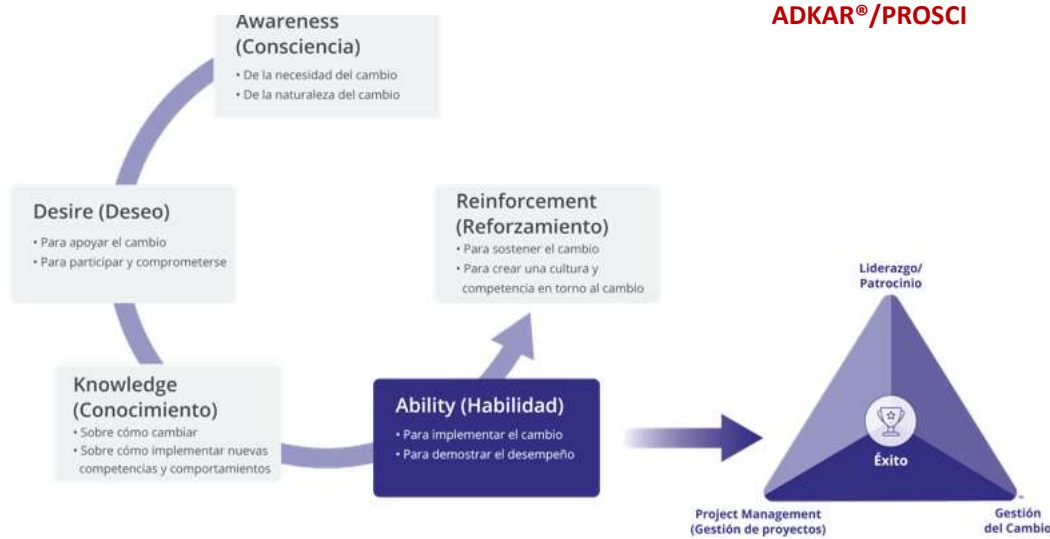 ADKAR®/PROSCI
Awareness
(Consciencia)
• De la necesidad del cambio
• De la naturaleza del cambio
Desire (Deseo)
• Para apoyar el cambio
• Para participar y comprometerse
Knowledge
(Conocimiento)
• Sobre cómo cambiar
• Sobre cómo implementar nuevas
competencias y comportamientos
Ability (Habilidad)
• Para implementar el cambio
• Para demostrar el desempeño
Reinforcement
(Reforzamiento)
• Para sostener el cambio
• Para crear una cultura y
competencia en torno al cambio
Liderazgo/
Patrocinio
Éxito
Project Management
(Gestión de proyectos)
™
Gestión
del Cambio